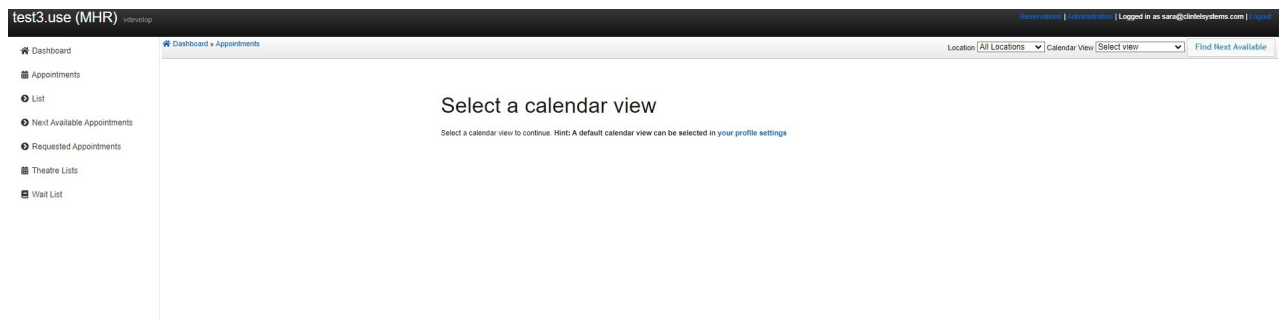 test3.use (MHR) vdevelop
Reservations | Administration | Logged in as sara@clintelsystems.com | Logout
Dashboard
Appointments
List
Next Available Appointments
Requested Appointments
Theatre Lists
Wait List
Dashboard » Appointments
Location All Locations Calendar View Select view Find Next Available
Select a calendar view
Select a calendar view to continue. Hint: A default calendar view can be selected in your profile settings